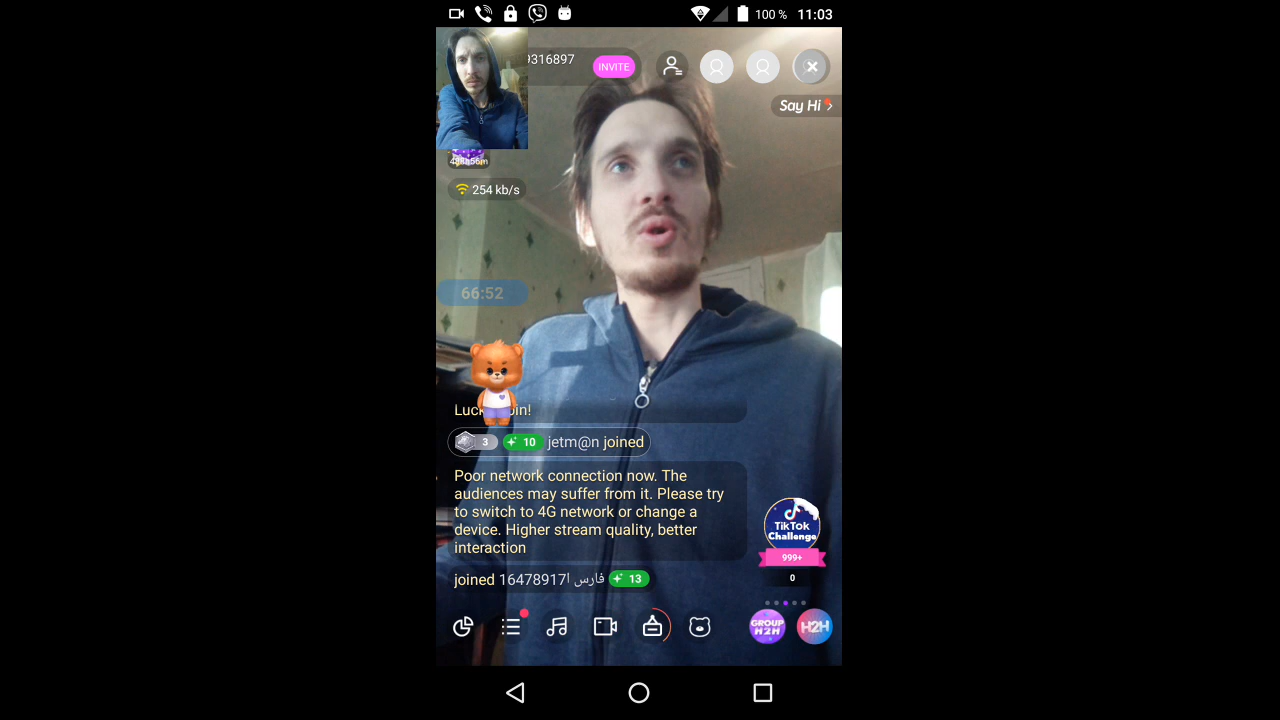 100 % 11:03
9316897
INVITE
Say Hi
254 kb/s
66:52
jetm@n joined
3
10
Poor network connection now. The
audiences may suffer from it. Please try
to switch to 4G network or change a
device. Higher stream quality, better
interaction
TikTok
Challenge
999+
0
joined 16478917فارس ا
13
GROUP
H2H
H2H